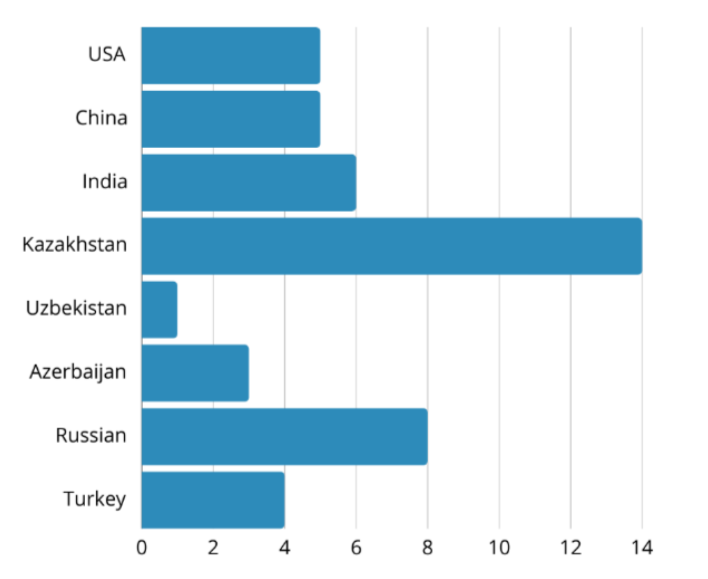 USA
China
India
Kazakhstan
Uzbekistan
Azerbaijan
Russian
Turkey
0 2 4 6 8 10 12 14